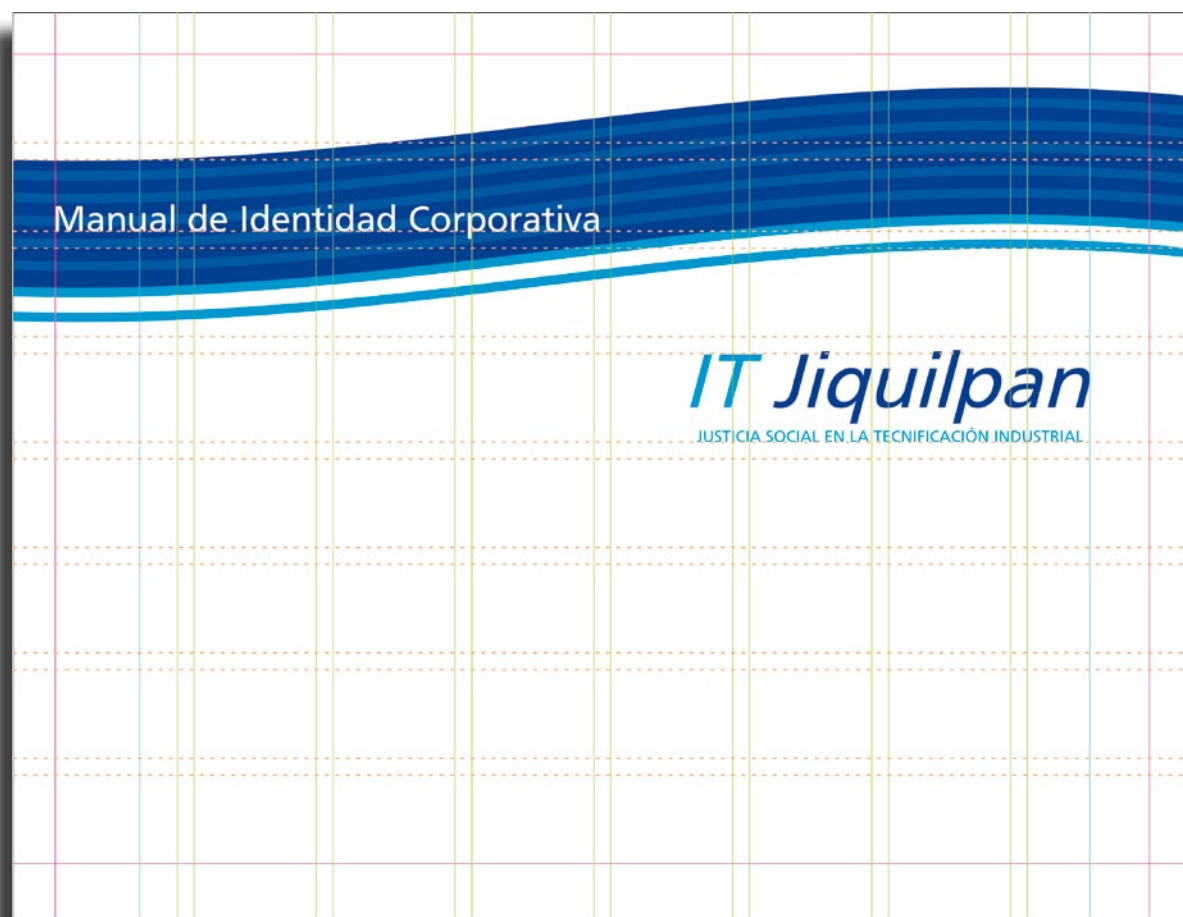 Manual de Identidad Corporativa
IT Jiquilpan
JUSTICIA SOCIAL EN LA TECNIFICACIÓN INDUSTRIAL